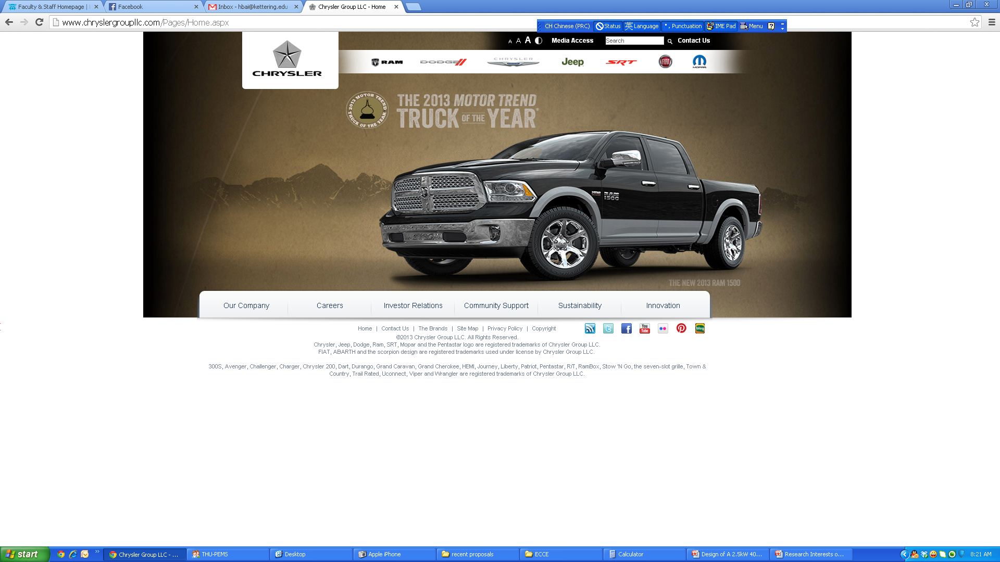 Faculty & Staff Homepage |
Facebook
Inbox - hbai@kettering.edu
Chrysler Group LLC - Home
www.chryslergroupllc.com/Pages/Home.aspx
CH Chinese (PRC) Status 英 Language Punctuation IME Pad Menu
A A A Media Access Search Contact Us
CHRYSLER
RAM DODGE CHRYSLER Jeep SRT FIAT MOPAR
2013 MOTOR TREND TRUCK OF THE YEAR
THE 2013 MOTOR TREND
TRUCK OF THE YEAR
HEMI RAM 1500
THE NEW 2013 RAM 1500
Our Company Careers Investor Relations Community Support Sustainability Innovation
Home | Contact Us | The Brands | Site Map | Privacy Policy | Copyright
You Tube
blog
©2013 Chrysler Group LLC. All Rights Reserved.
Chrysler, Jeep, Dodge, Ram, SRT, Mopar and the Pentastar logo are registered trademarks of Chrysler Group LLC.
FIAT, ABARTH and the scorpion design are registered trademarks used under license by Chrysler Group LLC.
300S, Avenger, Challenger, Charger, Chrysler 200, Dart, Durango, Grand Caravan, Grand Cherokee, HEMI, Journey, Liberty, Patriot, Pentastar, R/T, RamBox, Stow 'N Go, the seven-slot grille, Town &
Country, Trail Rated, Uconnect, Viper and Wrangler are registered trademarks of Chrysler Group LLC.
start Chrysler Group LLC - ... THU-PEMS Desktop Apple iPhone recent proposals ECCE Calculator Design of A 2.5kW 40... Research Interests o... 8:21 AM